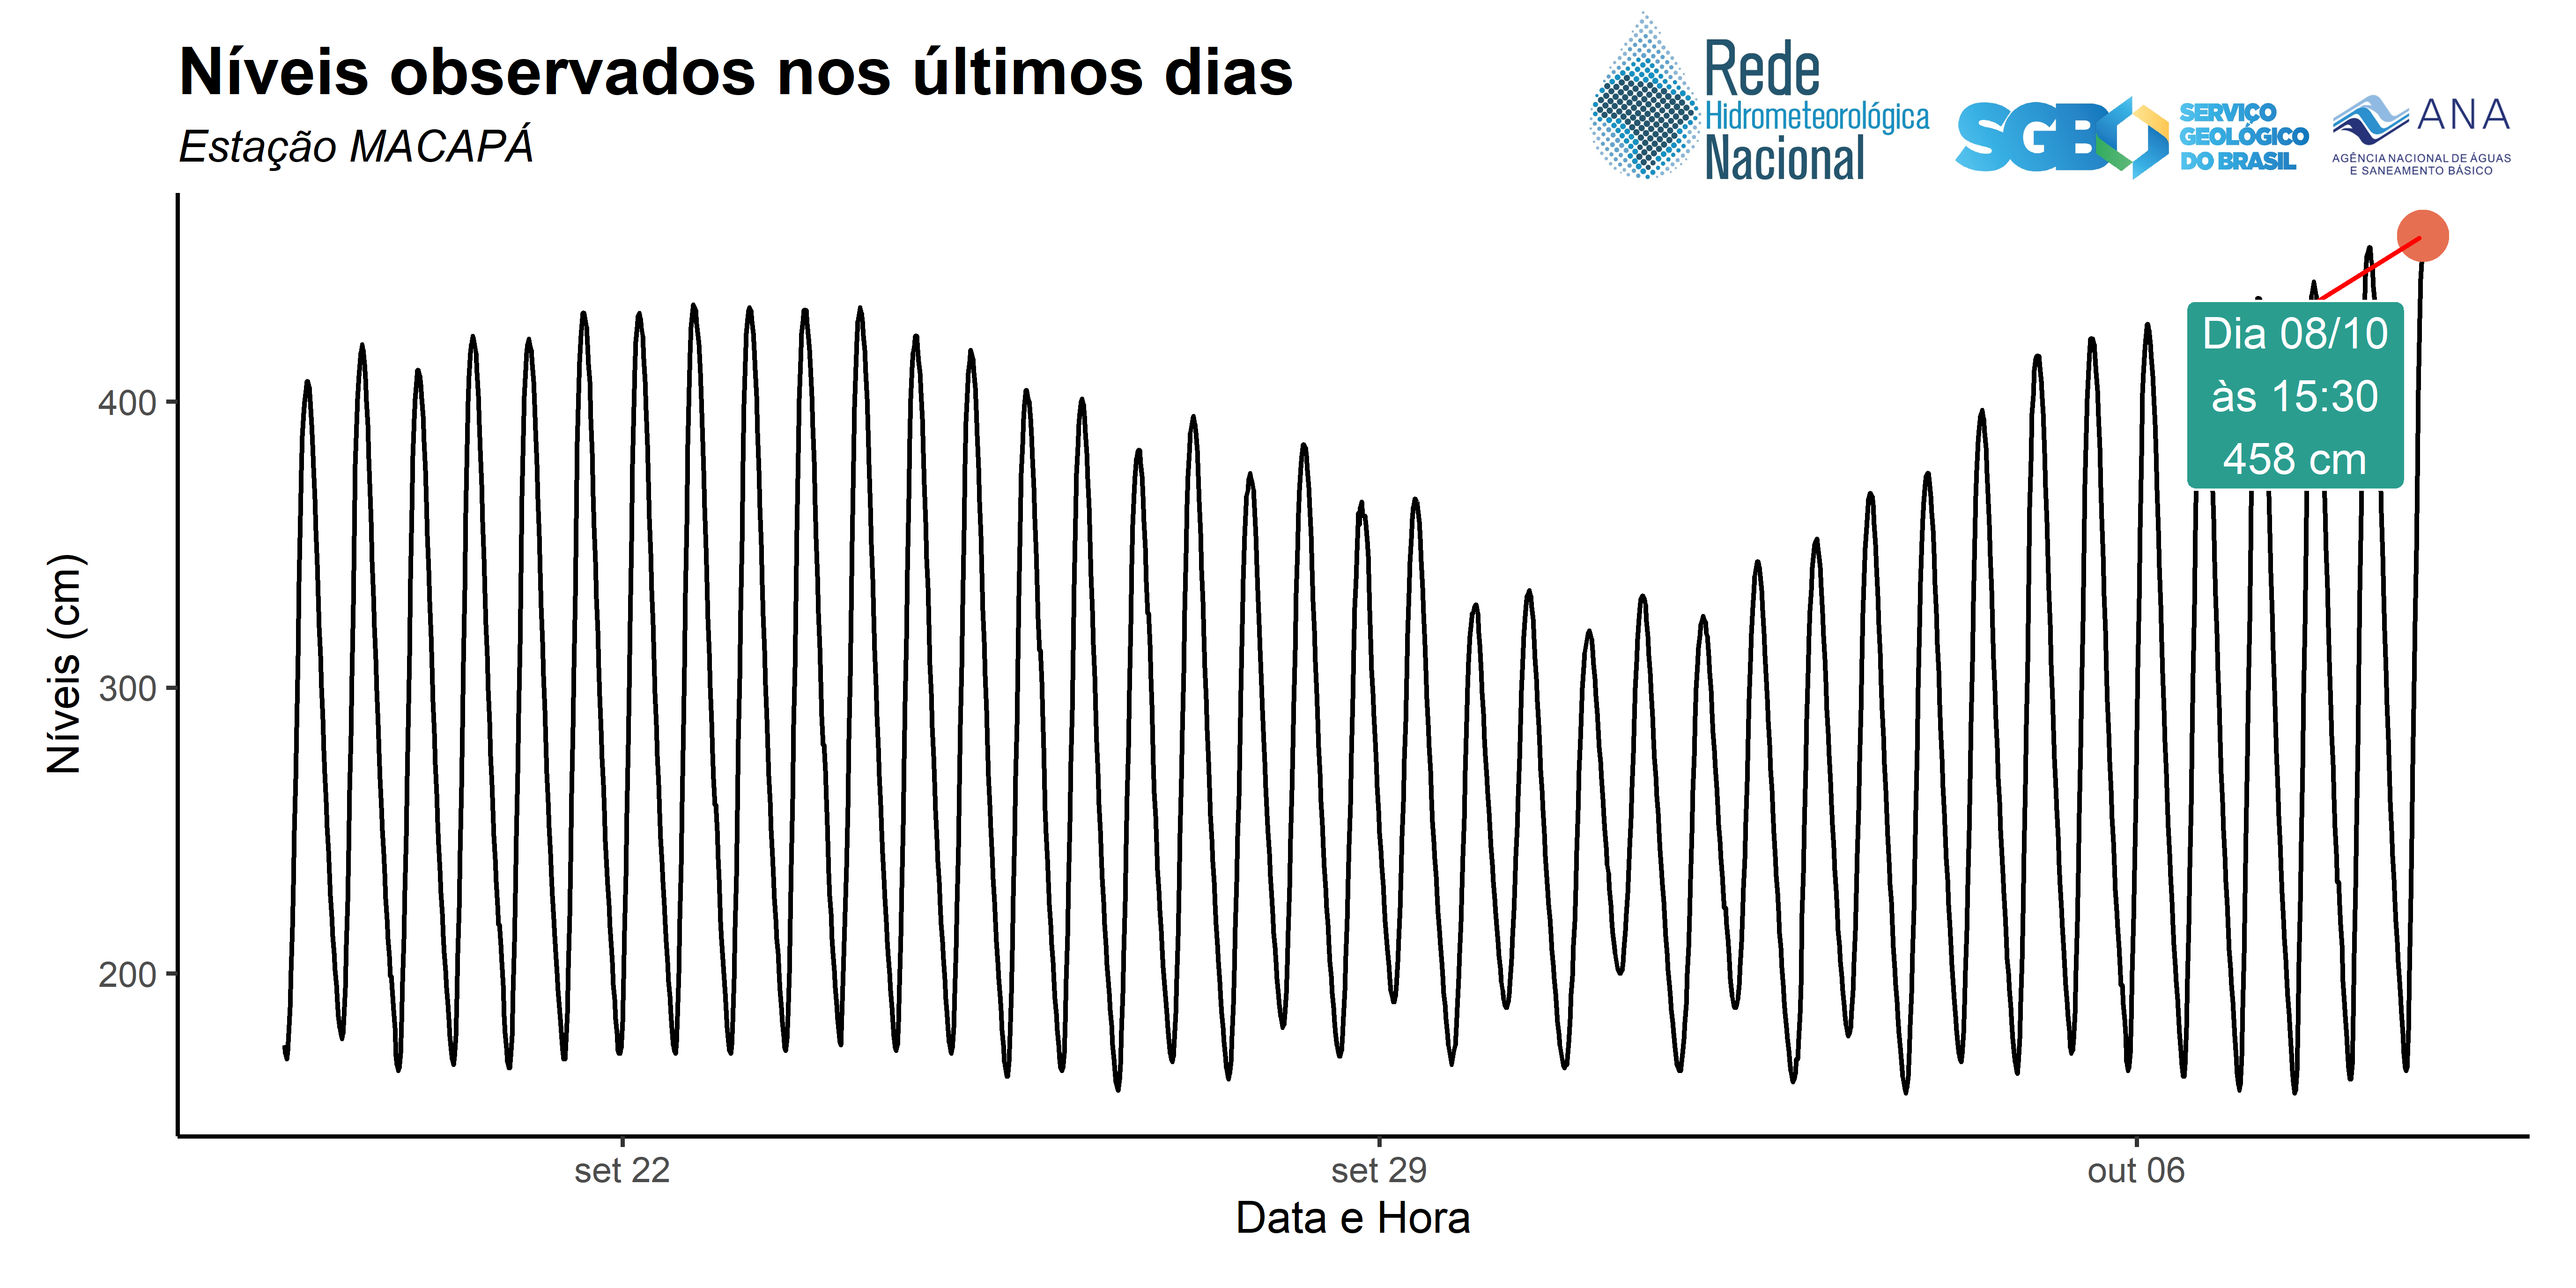 Níveis observados nos últimos dias
Estação MACAPÁ
Rede
Hidrometeorológica
Nacional
SGB
SERVIÇO
GEOLÓGICO
DO BRASIL
ANA
AGÊNCIA NACIONAL DE ÁGUAS
E SANEAMENTO BÁSICO
Níveis (cm)
400
300
200
Dia 08/10
às 15:30
458 cm
set 22
set 29
out 06
Data e Hora